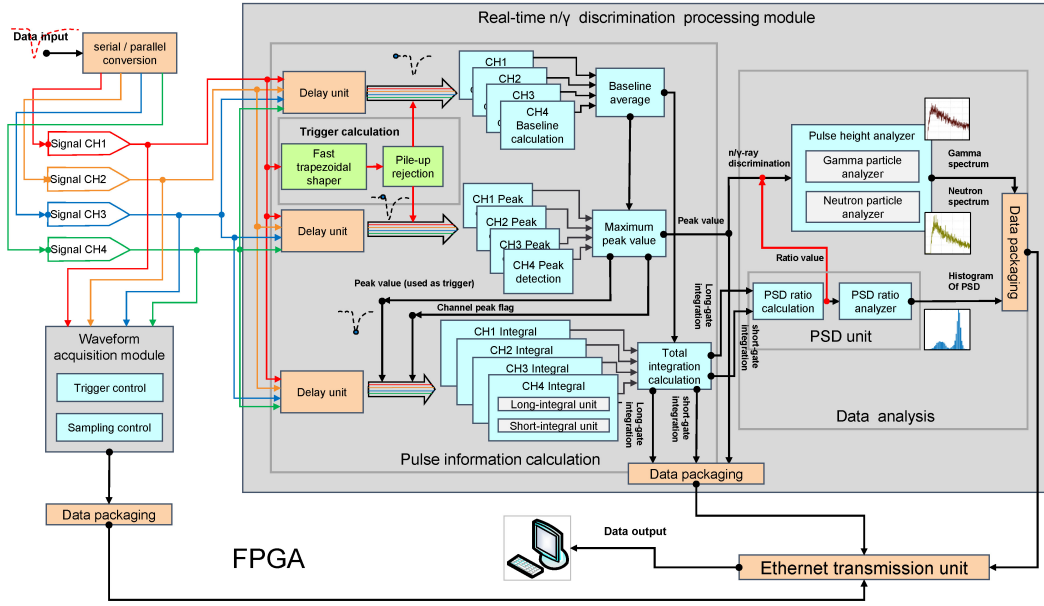 Real-time n/γ discrimination processing module
Data input
serial / parallel
conversion
Signal CH1
Signal CH2
Signal CH3
Signal CH4
Waveform
acquisition module
Trigger control
Sampling control
Data packaging
FPGA
Delay unit
Trigger calculation
Fast
trapezoidal
shaper
Pile-up
rejection
Delay unit
Delay unit
CH1
CH2
CH3
CH4
Baseline
calculation
Baseline
average
CH1 Peak
CH2 Peak
CH3 Peak
CH4 Peak
detection
Maximum
peak value
Peak value
Peak value (used as trigger)
Channel peak flag
CH1 Integral
CH2 Integral
CH3 Integral
CH4 Integral
Long-integral unit
Short-integral unit
Total
integration
calculation
Long-gate
integration
short-gate
integration
Long-gate
integration
short-gate
integration
Pulse information calculation
Data packaging
n/γ-ray
discrimination
Pulse height analyzer
Gamma particle
analyzer
Neutron particle
analyzer
Gamma
spectrum
Neutron
spectrum
Data packaging
Ratio value
PSD ratio
calculation
PSD ratio
analyzer
PSD unit
Histogram
Of PSD
Data analysis
Data output
Ethernet transmission unit